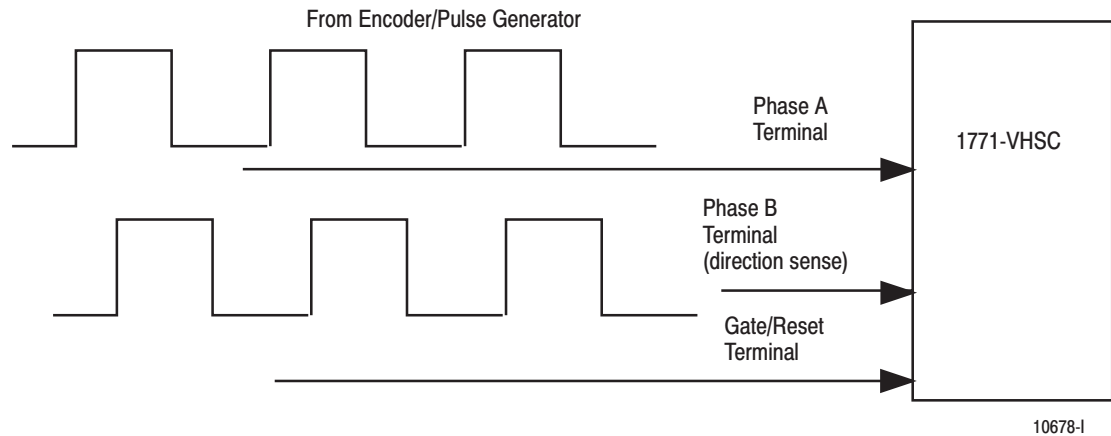 From Encoder/Pulse Generator
Phase A
Terminal
1771-VHSC
Phase B
Terminal
(direction sense)
Gate/Reset
Terminal
10678-I